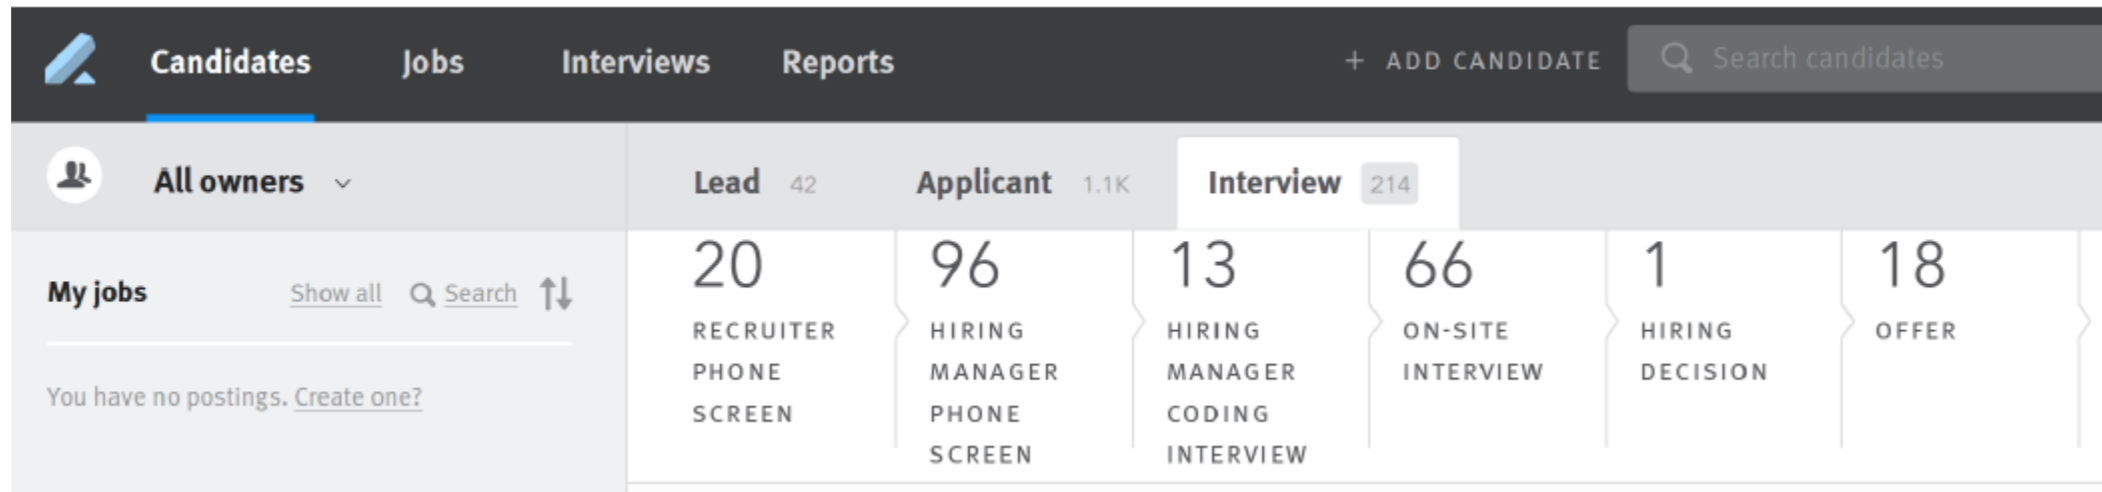 Candidates Jobs Interviews Reports + ADD CANDIDATE Search candidates
All owners
Lead 42 Applicant 1.1K Interview 214
My jobs Show all Search
You have no postings. Create one?
20
RECRUITER
PHONE
SCREEN
96
HIRING
MANAGER
PHONE
SCREEN
13
HIRING
MANAGER
CODING
INTERVIEW
66
ON-SITE
INTERVIEW
1
HIRING
DECISION
18
OFFER